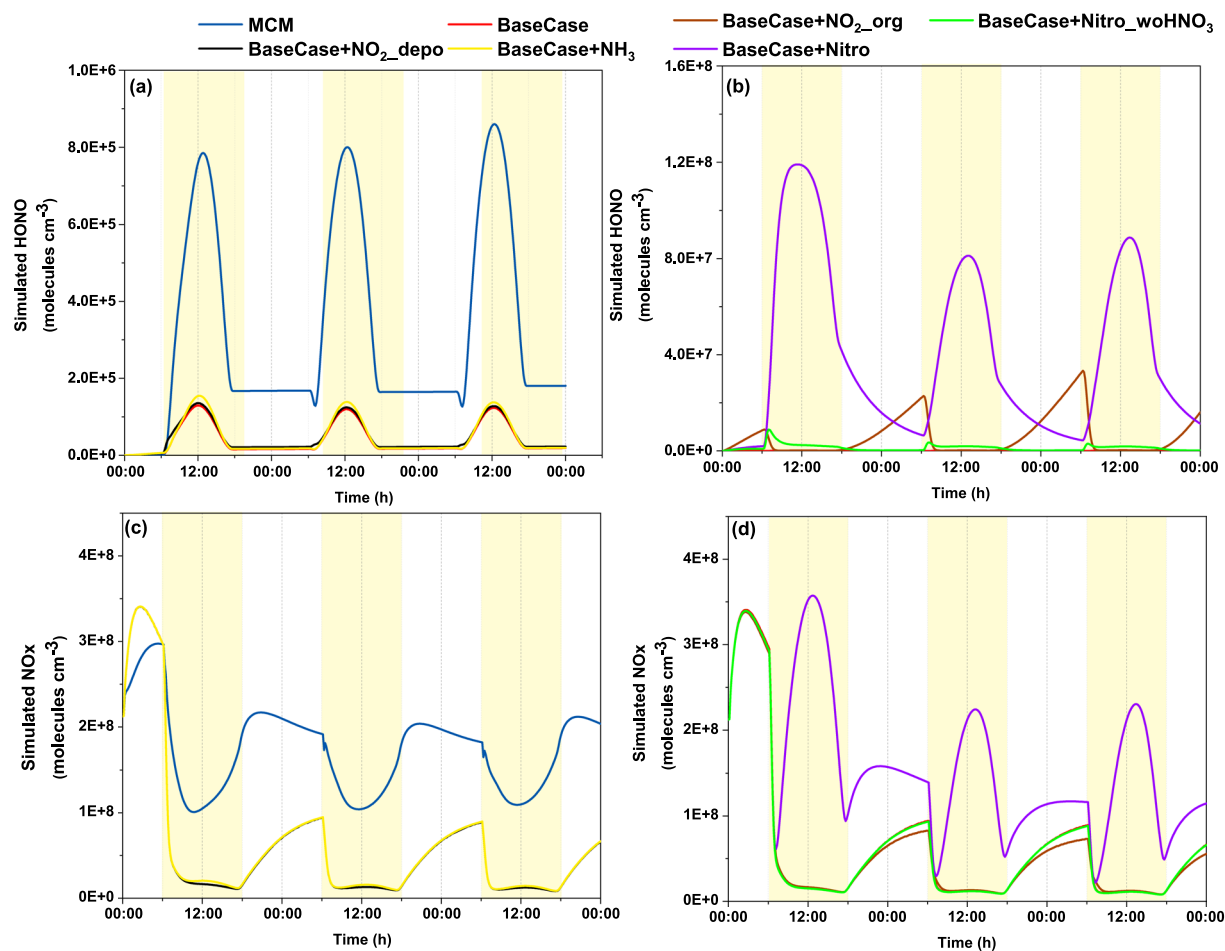 MCM
BaseCase
BaseCase+NO2_depo
BaseCase+NH3
BaseCase+NO2_org
BaseCase+Nitro_woHNO3
BaseCase+Nitro
(a)
1.0E+6
8.0E+5
6.0E+5
4.0E+5
2.0E+5
0.0E+0
Simulated HONO
(molecules cm-3)
00:00 12:00 00:00 12:00 00:00 12:00 00:00
Time (h)
(b)
1.6E+8
1.2E+8
8.0E+7
4.0E+7
0.0E+0
Simulated HONO
(molecules cm-3)
00:00 12:00 00:00 12:00 00:00 12:00 00:00
Time (h)
(c)
4E+8
3E+8
2E+8
1E+8
0E+0
Simulated NOx
(molecules cm-3)
00:00 12:00 00:00 12:00 00:00 12:00 00:00
Time (h)
(d)
4E+8
3E+8
2E+8
1E+8
0E+0
Simulated NOx
(molecules cm-3)
00:00 12:00 00:00 12:00 00:00 12:00 00:00
Time (h)